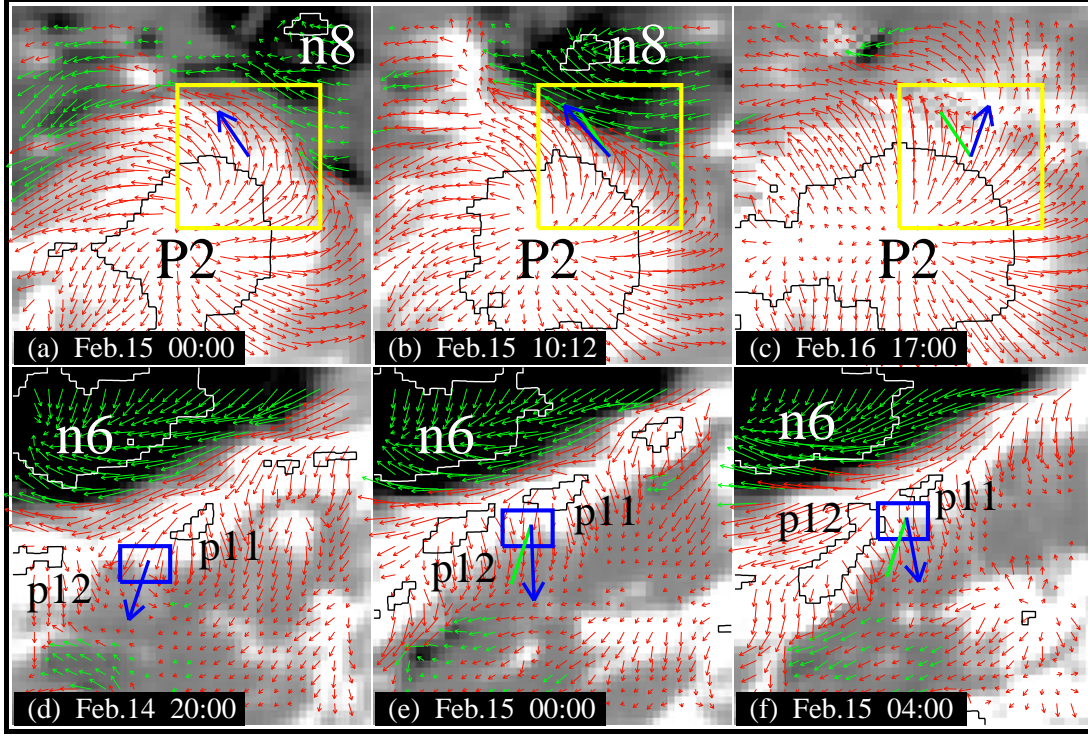 n8
P2
(a) Feb.15 00:00
n8
P2
(b) Feb.15 10:12
P2
(c) Feb.16 17:00
n6
p11
p12
(d) Feb.14 20:00
n6
p11
p12
(e) Feb.15 00:00
n6
p11
p12
(f) Feb.15 04:00